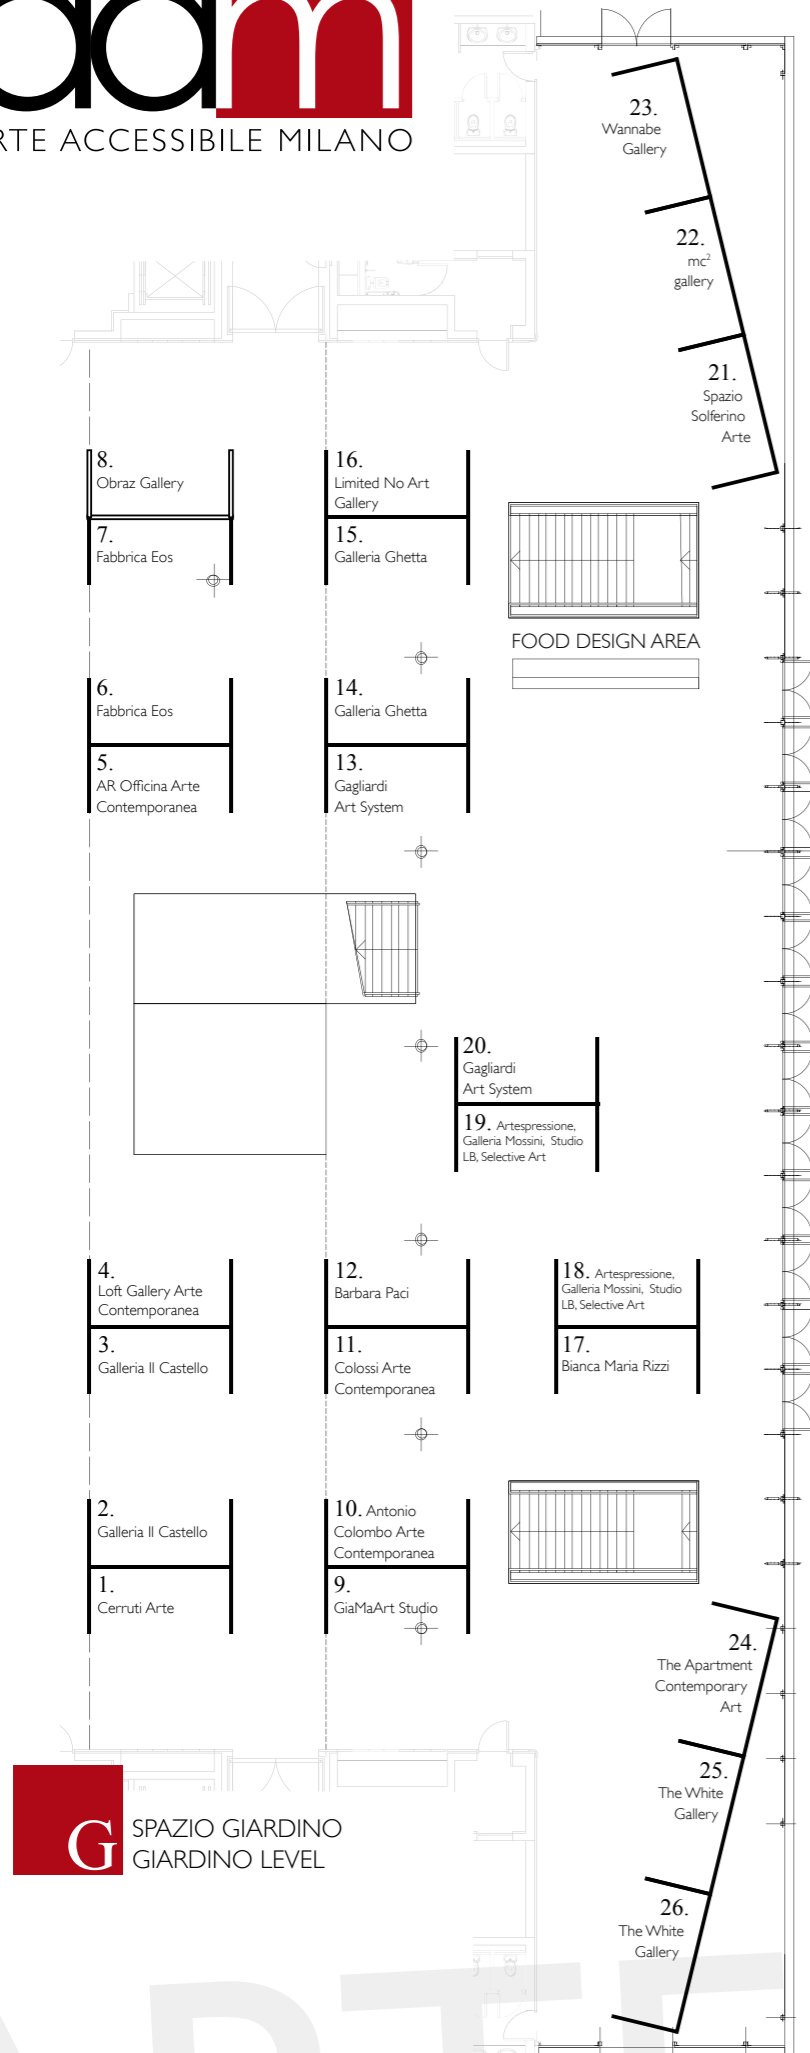 aam
ARTE ACCESSIBILE MILANO
23.
Wannabe
Gallery
22.
mc²
gallery
21.
Spazio
Solferino
Arte
8.
Obraz Gallery
7.
Fabbrica Eos
16.
Limited No Art
Gallery
15.
Galleria Ghetta
FOOD DESIGN AREA
6.
Fabbrica Eos
5.
AR Officina Arte
Contemporanea
14.
Galleria Ghetta
13.
Gagliardi
Art System
20.
Gagliardi
Art System
19. Artespressione,
Galleria Mossini, Studio
LB, Selective Art
4.
Loft Gallery Arte
Contemporanea
3.
Galleria Il Castello
12.
Barbara Paci
11.
Colossi Arte
Contemporanea
18. Artespressione,
Galleria Mossini, Studio
LB, Selective Art
17.
Bianca Maria Rizzi
2.
Galleria Il Castello
1.
Cerruti Arte
10. Antonio
Colombo Arte
Contemporanea
9.
GiaMaArt Studio
24.
The Apartment
Contemporary
Art
25.
The White
Gallery
26.
The White
Gallery
G
SPAZIO GIARDINO
GIARDINO LEVEL
ARTE